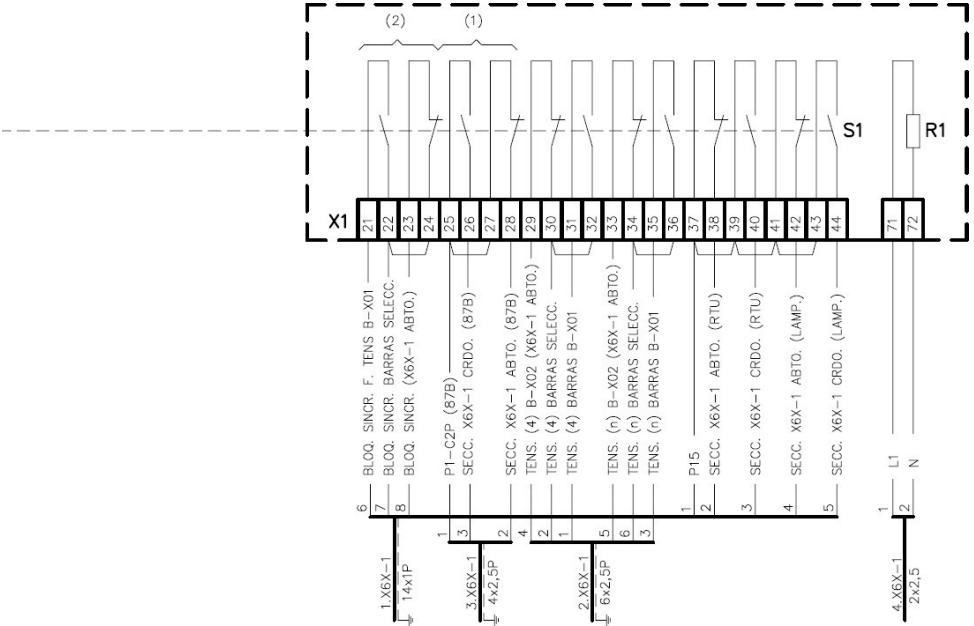 (2)
(1)
S1
R1
X1
21
22
23
24
25
26
27
28
29
30
31
32
33
34
35
36
37
38
39
40
41
42
43
44
71
72
BLOQ. SINCR. F. TENS B-X01
BLOQ. SINCR. BARRAS SELECC.
BLOQ. SINCR. (X6X-1 ABTO.)
P1-C2P (87B)
SECC. X6X-1 CRDO. (87B)
SECC. X6X-1 ABTO. (87B)
TENS. (4) B-X02 (X6X-1 ABTO.)
TENS. (4) BARRAS SELECC.
TENS. (4) BARRAS B-X01
TENS. (n) B-X02 (X6X-1 ABTO.)
TENS. (n) BARRAS SELECC.
TENS. (n) BARRAS B-X01
P15
SECC. X6X-1 ABTO. (RTU)
SECC. X6X-1 CRDO. (RTU)
SECC. X6X-1 ABTO. (LAMP.)
SECC. X6X-1 CRDO. (LAMP.)
L1
N
6
7
8
1
3
2
4
2
1
5
6
3
1
2
3
4
5
1
2
1.X6X-1
14x1P
3.X6X-1
4x2,5P
2.X6X-1
6x2,5P
4.X6X-1
2x2,5